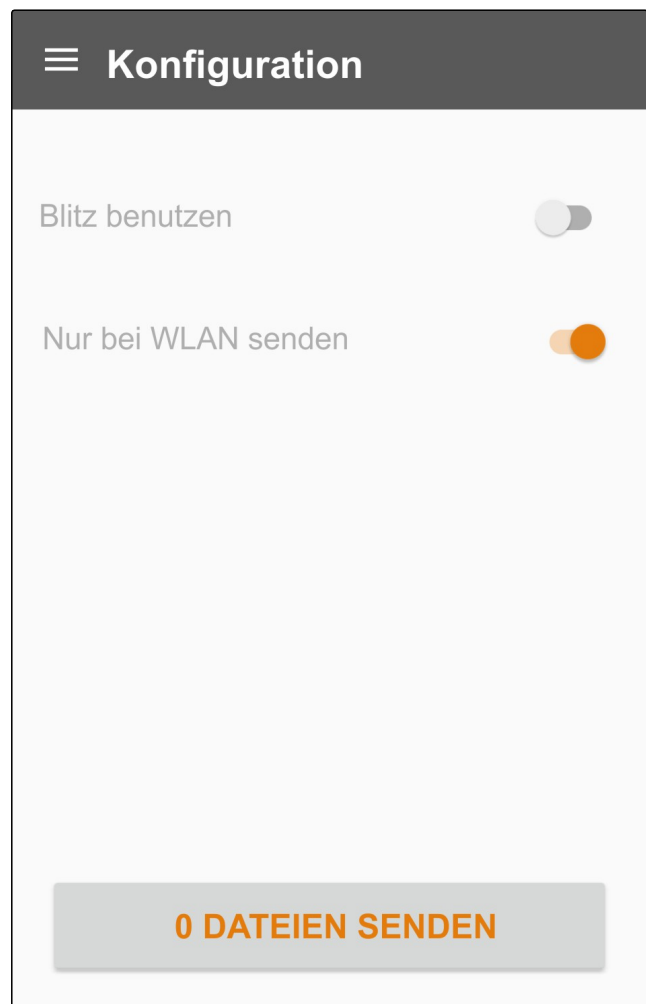 Konfiguration
Blitz benutzen
Nur bei WLAN senden
0 DATEIEN SENDEN